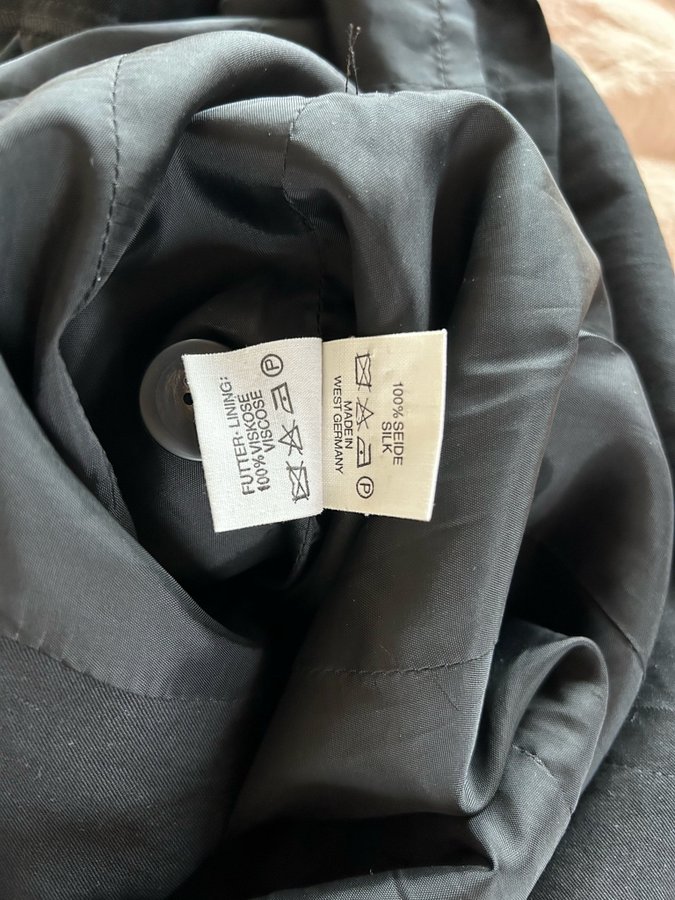 FUTTER-LINING:
100% VISKOSE
VISCOSE
P
100% SEIDE
SILK
MADE IN
WEST GERMANY
P